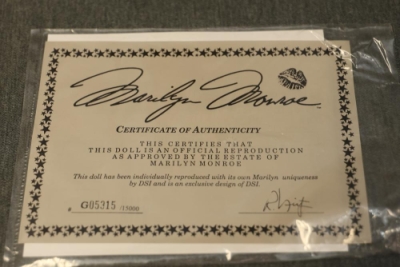 Marilyn Monroe
CERTIFICATE OF AUTHENTICITY
THIS CERTIFIES THAT
THIS DOLL IS AN OFFICIAL REPRODUCTION
AS APPROVED BY THE ESTATE OF
MARILYN MONROE
This doll has been individually reproduced with its own Marilyn uniqueness
by DSI and is an exclusive design of DSI.
# G05315 /15000